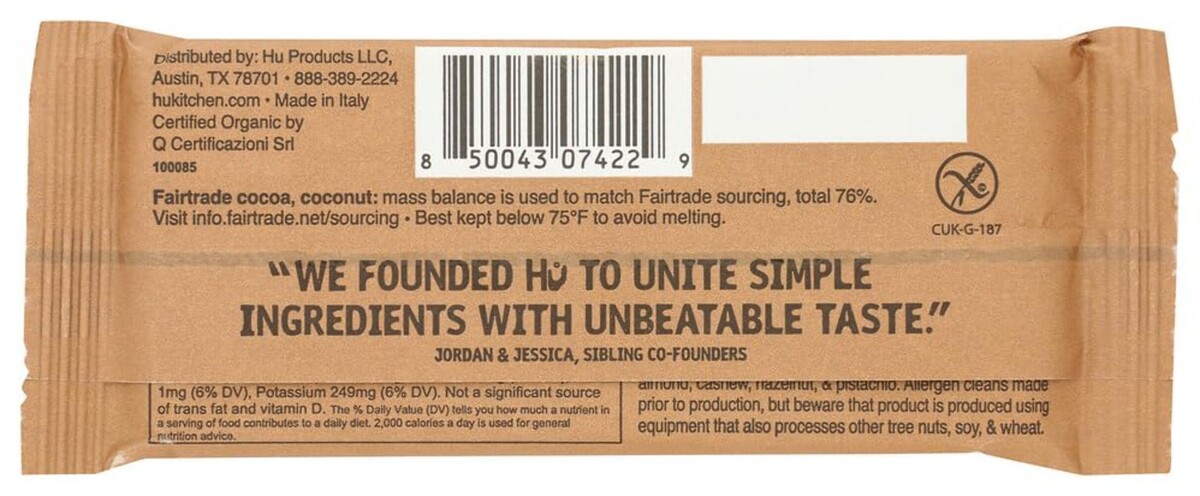 Distributed by: Hu Products LLC,
Austin, TX 78701 • 888-389-2224
hukitchen.com • Made in Italy
Certified Organic by
Q Certificazioni Srl
100085
8 50043 07422 9
Fairtrade cocoa, coconut: mass balance is used to match Fairtrade sourcing, total 76%.
Visit info.fairtrade.net/sourcing • Best kept below 75°F to avoid melting.
CUK-G-187
“WE FOUNDED Hu TO UNITE SIMPLE
INGREDIENTS WITH UNBEATABLE TASTE.”
JORDAN & JESSICA, SIBLING CO-FOUNDERS
1mg (6% DV), Potassium 249mg (6% DV). Not a significant source
of trans fat and vitamin D. The % Daily Value (DV) tells you how much a nutrient in
a serving of food contributes to a daily diet. 2,000 calories a day is used for general
nutrition advice.
almond, cashew, hazelnut, & pistachio. Allergen cleans made
prior to production, but beware that product is produced using
equipment that also processes other tree nuts, soy, & wheat.